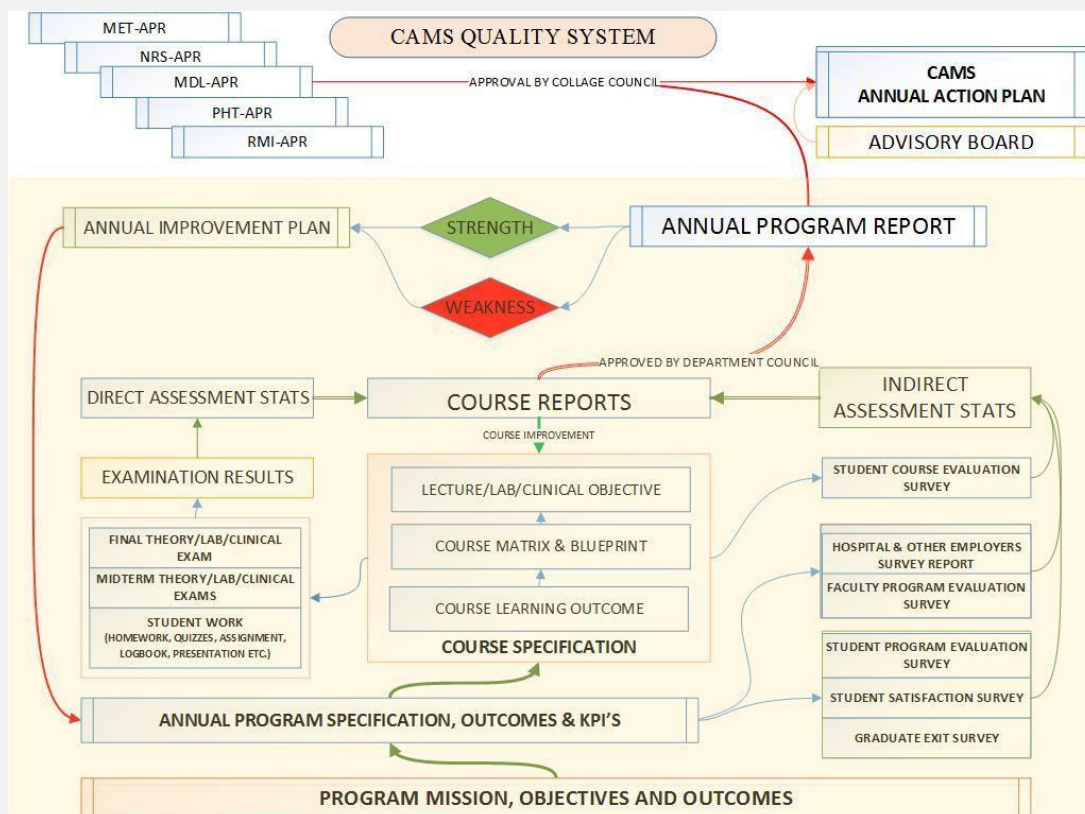 MET-APR
NRS-APR
MDL-APR
PHT-APR
RMI-APR
CAMS QUALITY SYSTEM
APPROVAL BY COLLAGE COUNCIL
CAMS
ANNUAL ACTION PLAN
ADVISORY BOARD
ANNUAL IMPROVEMENT PLAN
STRENGTH
WEAKNESS
ANNUAL PROGRAM REPORT
APPROVED BY DEPARTMENT COUNCIL
DIRECT ASSESSMENT STATS
COURSE REPORTS
INDIRECT
ASSESSMENT STATS
COURSE IMPROVEMENT
EXAMINATION RESULTS
FINAL THEORY/LAB/CLINICAL
EXAM
MIDTERM THEORY/LAB/CLINICAL
EXAMS
STUDENT WORK
(HOMEWORK, QUIZZES, ASSIGNMENT,
LOGBOOK, PRESENTATION ETC.)
LECTURE/LAB/CLINICAL OBJECTIVE
COURSE MATRIX & BLUEPRINT
COURSE LEARNING OUTCOME
COURSE SPECIFICATION
STUDENT COURSE EVALUATION
SURVEY
HOSPITAL & OTHER EMPLOYERS
SURVEY REPORT
FACULTY PROGRAM EVALUATION
SURVEY
STUDENT PROGRAM EVALUATION
SURVEY
STUDENT SATISFACTION SURVEY
GRADUATE EXIT SURVEY
ANNUAL PROGRAM SPECIFICATION, OUTCOMES & KPI'S
PROGRAM MISSION, OBJECTIVES AND OUTCOMES